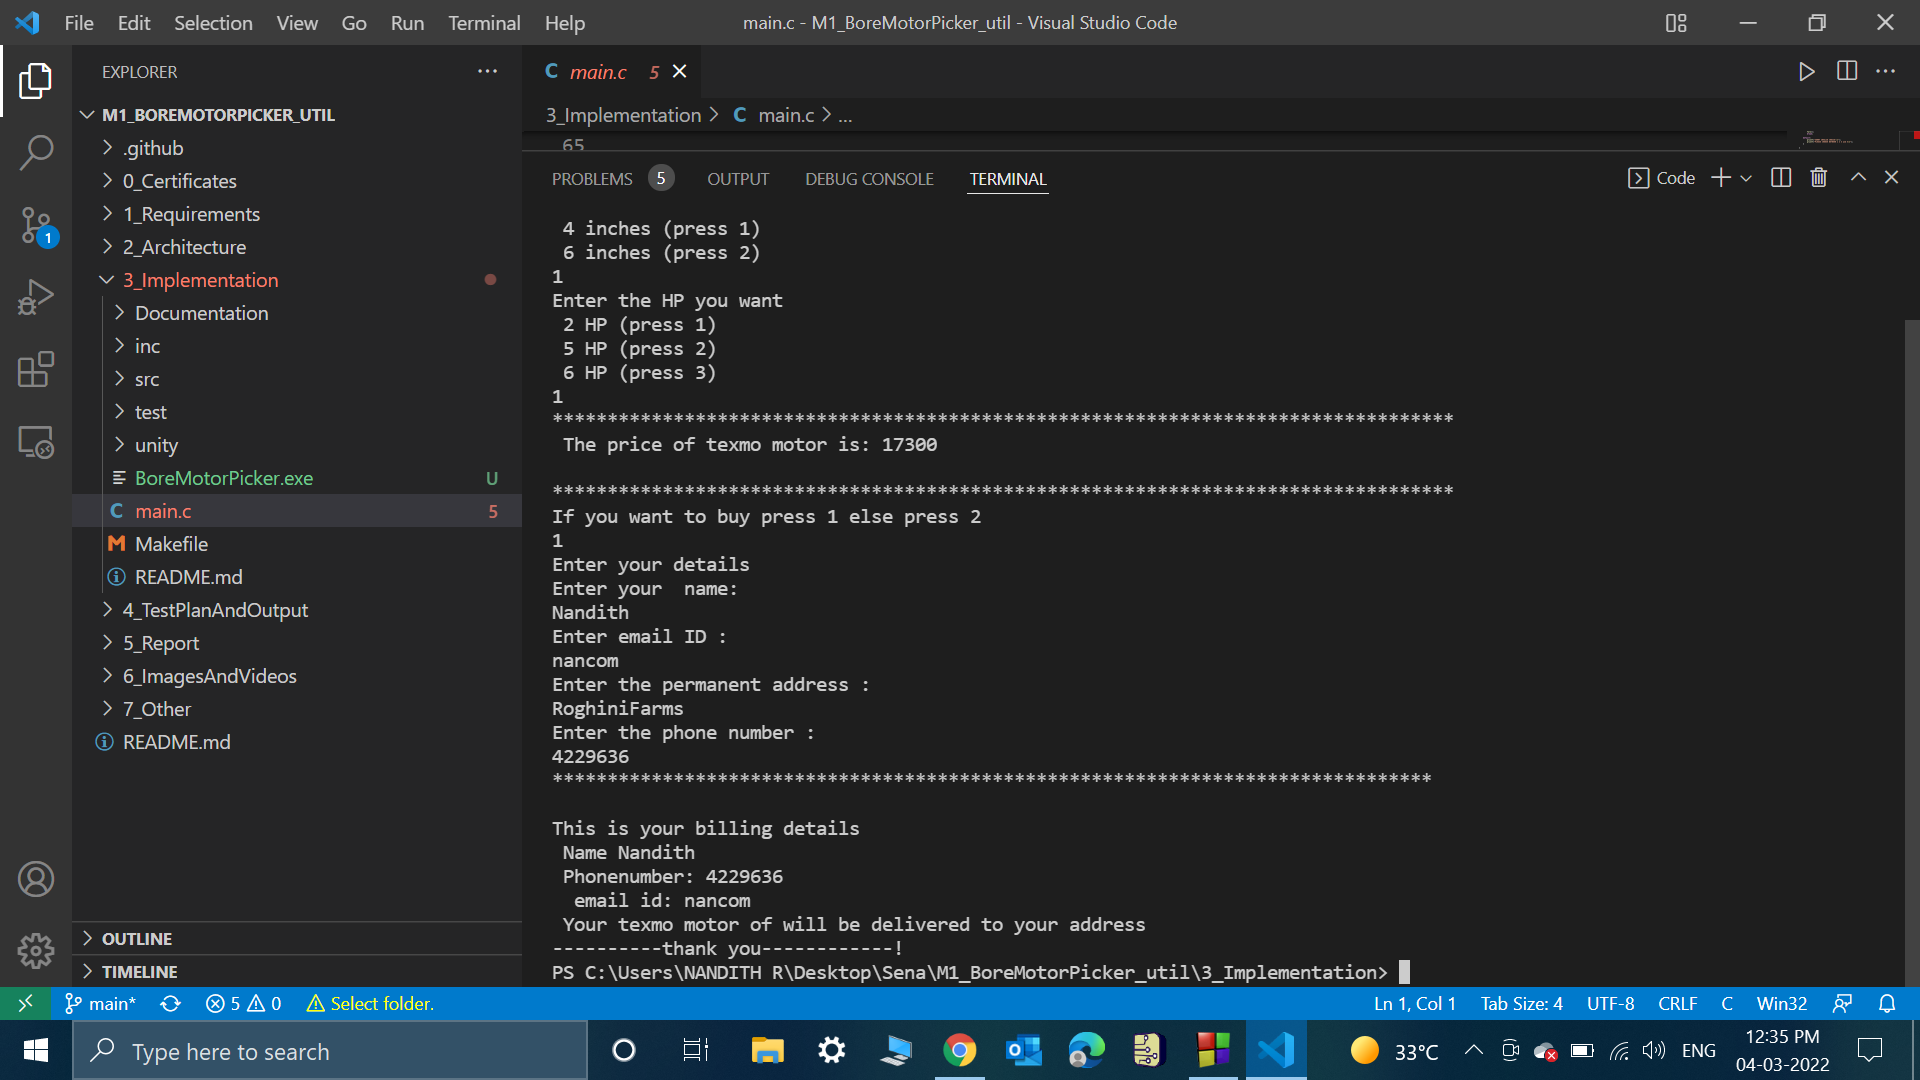 File Edit Selection View Go Run Terminal Help
main.c - M1_BoreMotorPicker_util - Visual Studio Code
EXPLORER
M1_BOREMOTORPICKER_UTIL
.github
0_Certificates
1_Requirements
2_Architecture
3_Implementation
Documentation
inc
src
test
unity
BoreMotorPicker.exe U
C main.c 5
Makefile
README.md
4_TestPlanAndOutput
5_Report
6_ImagesAndVideos
7_Other
README.md
OUTLINE
TIMELINE
1
C main.c 5
3_Implementation > C main.c > ...
65
PROBLEMS 5 OUTPUT DEBUG CONSOLE TERMINAL
Code
4 inches (press 1)
6 inches (press 2)
1
Enter the HP you want
2 HP (press 1)
5 HP (press 2)
6 HP (press 3)
1
**********************************************************************************
The price of texmo motor is: 17300
**********************************************************************************
If you want to buy press 1 else press 2
1
Enter your details
Enter your  name:
Nandith
Enter email ID :
nancom
Enter the permanent address :
RoghiniFarms
Enter the phone number :
4229636
********************************************************************************
This is your billing details
Name Nandith
Phonenumber: 4229636
email id: nancom
Your texmo motor of will be delivered to your address
----------thank you------------!
PS C:\Users\NANDITH R\Desktop\Sena\M1_BoreMotorPicker_util\3_Implementation>
main* 5 0 Select folder.
Ln 1, Col 1 Tab Size: 4 UTF-8 CRLF C Win32
Type here to search
33°C ENG
12:35 PM
04-03-2022